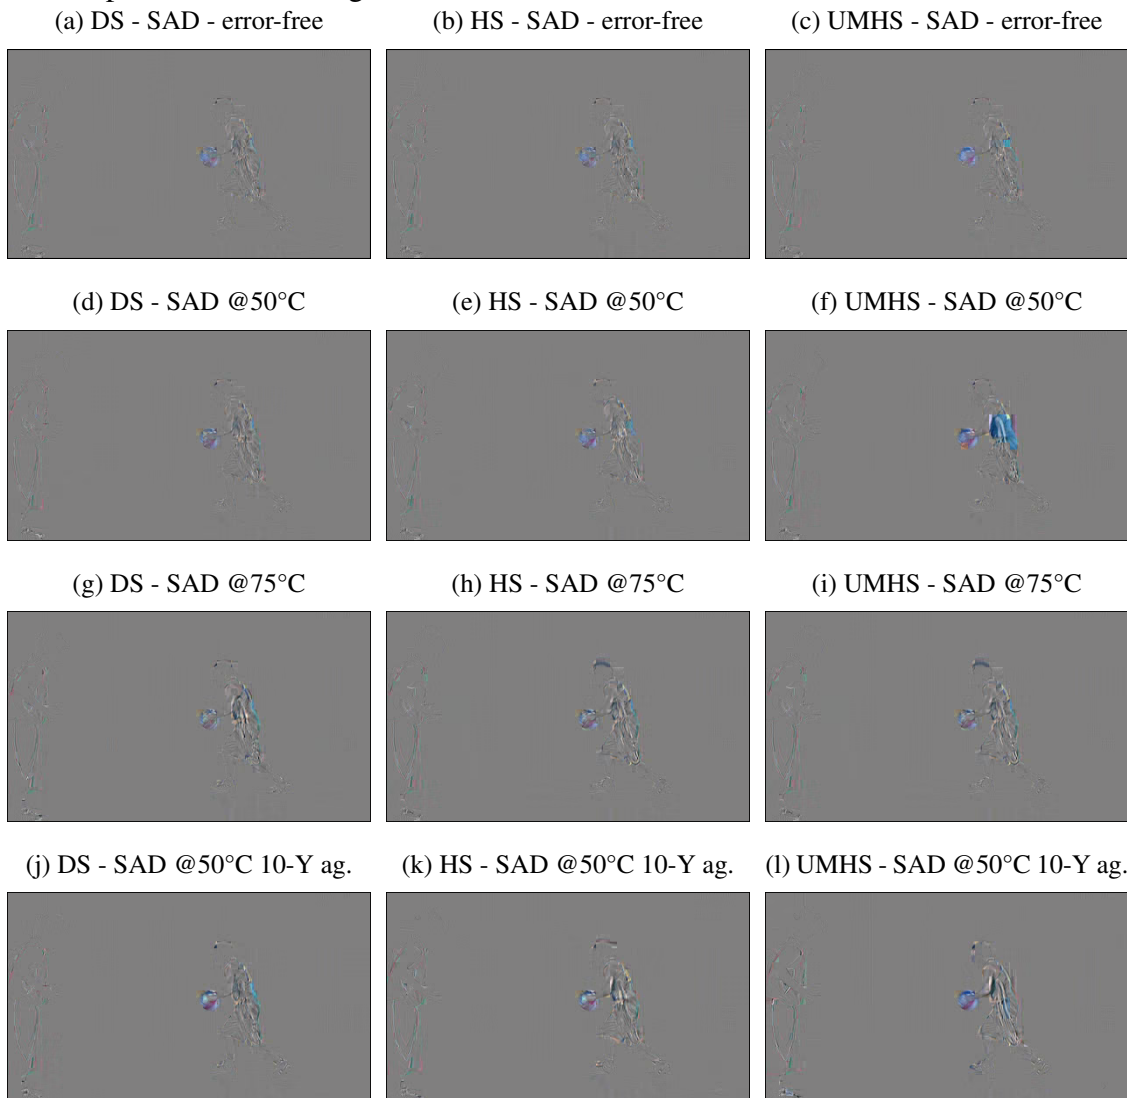 (a) DS - SAD - error-free
(b) HS - SAD - error-free
(c) UMHS - SAD - error-free
(d) DS - SAD @50°C
(e) HS - SAD @50°C
(f) UMHS - SAD @50°C
(g) DS - SAD @75°C
(h) HS - SAD @75°C
(i) UMHS - SAD @75°C
(j) DS - SAD @50°C 10-Y ag.
(k) HS - SAD @50°C 10-Y ag.
(l) UMHS - SAD @50°C 10-Y ag.